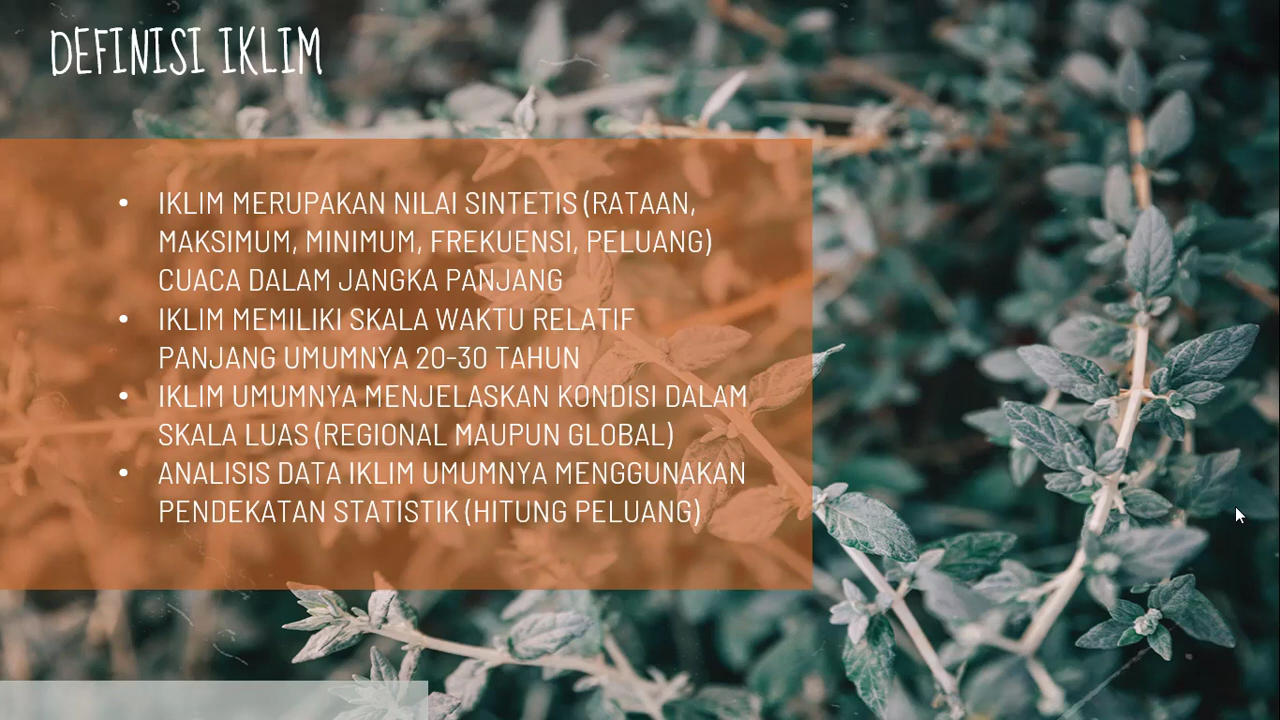 DEFINISI IKLIM
• IKLIM MERUPAKAN NILAI SINTETIS (RATAAN,
MAKSIMUM, MINIMUM, FREKUENSI, PELUANG)
CUACA DALAM JANGKA PANJANG
• IKLIM MEMILIKI SKALA WAKTU RELATIF
PANJANG UMUMNYA 20-30 TAHUN
• IKLIM UMUMNYA MENJELASKAN KONDISI DALAM
SKALA LUAS (REGIONAL MAUPUN GLOBAL)
• ANALISIS DATA IKLIM UMUMNYA MENGGUNAKAN
PENDEKATAN STATISTIK (HITUNG PELUANG)